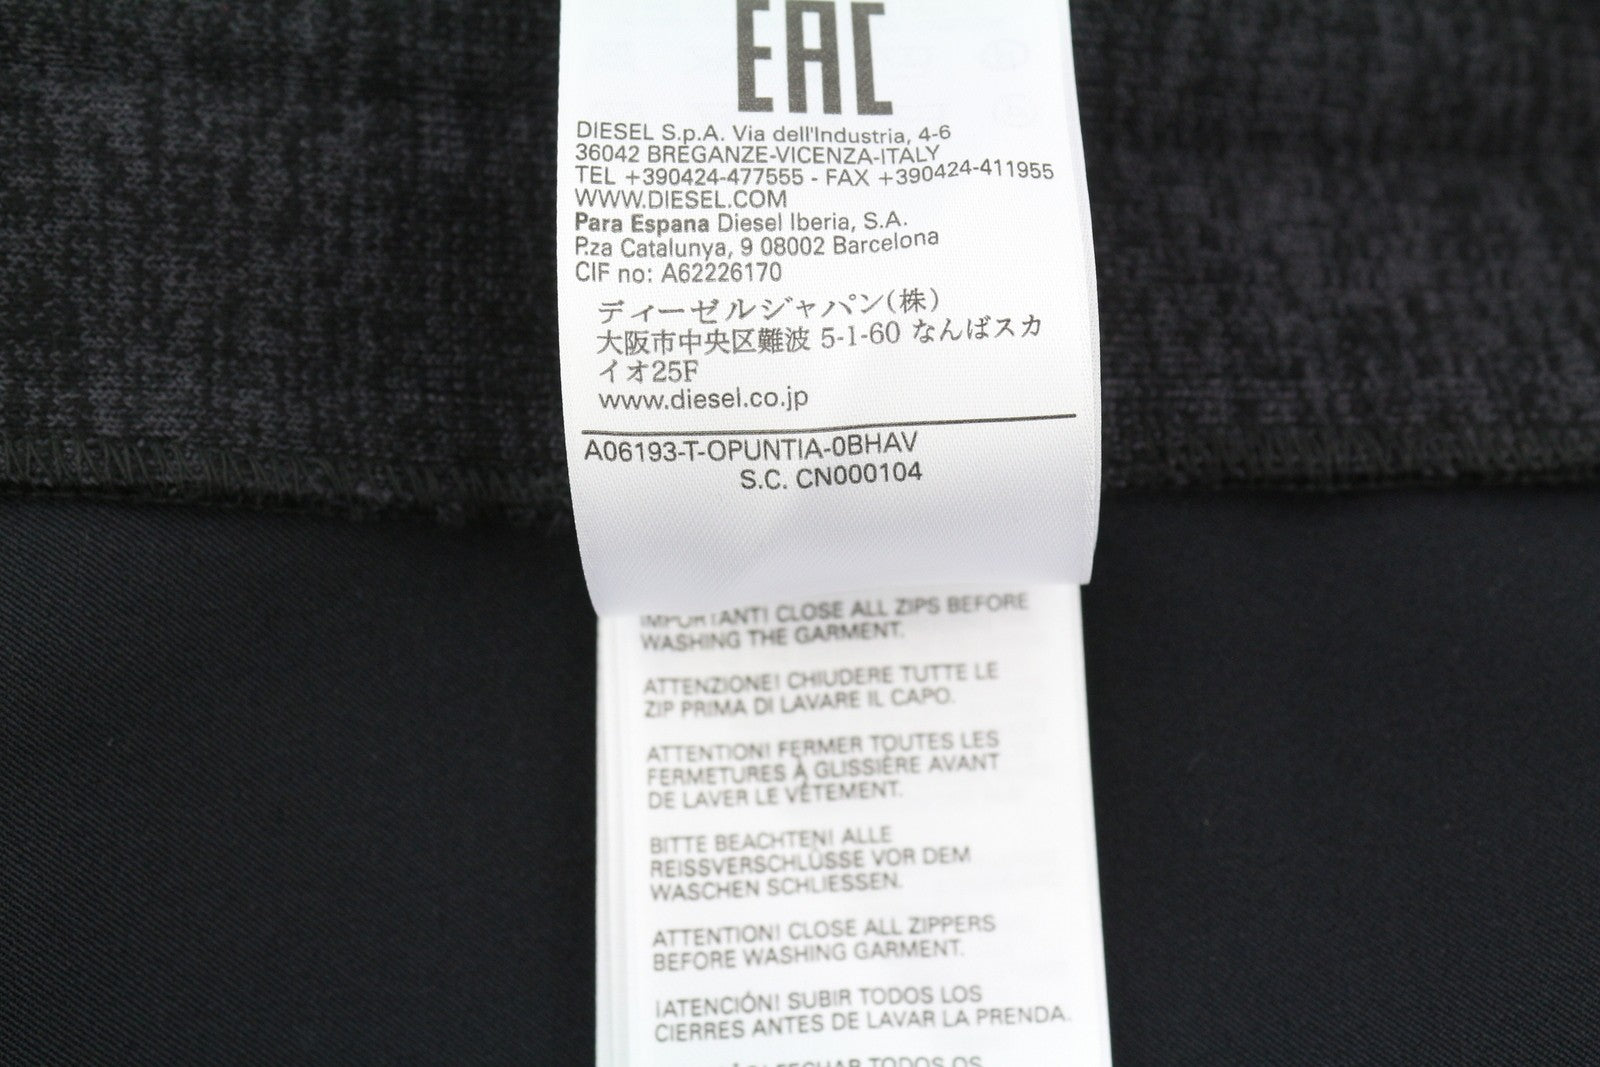 EAC
DIESEL S.p.A. Via dell'Industria, 4-6
36042 BREGANZE-VICENZA-ITALY
TEL +390424-477555 - FAX +390424-411955
WWW.DIESEL.COM
Para Espana Diesel Iberia, S.A.
P.za Catalunya, 9 08002 Barcelona
CIF no: A62226170
ディーゼルジャパン(株)
大阪市中央区難波 5-1-60 なんばスカ
イオ25F
www.diesel.co.jp
A06193-T-OPUNTIA-0BHAV
S.C. CN000104
IMPORTANT! CLOSE ALL ZIPS BEFORE
WASHING THE GARMENT.
ATTENZIONE! CHIUDERE TUTTE LE
ZIP PRIMA DI LAVARE IL CAPO.
ATTENTION! FERMER TOUTES LES
FERMETURES À GLISSIÈRE AVANT
DE LAVER LE VÊTEMENT.
BITTE BEACHTEN! ALLE
REISSVERSCHLÜSSE VOR DEM
WASCHEN SCHLIESSEN.
ATTENTION! CLOSE ALL ZIPPERS
BEFORE WASHING GARMENT.
¡ATENCIÓN! SUBIR TODOS LOS
CIERRES ANTES DE LAVAR LA PRENDA.
FECHAR TODOS OS